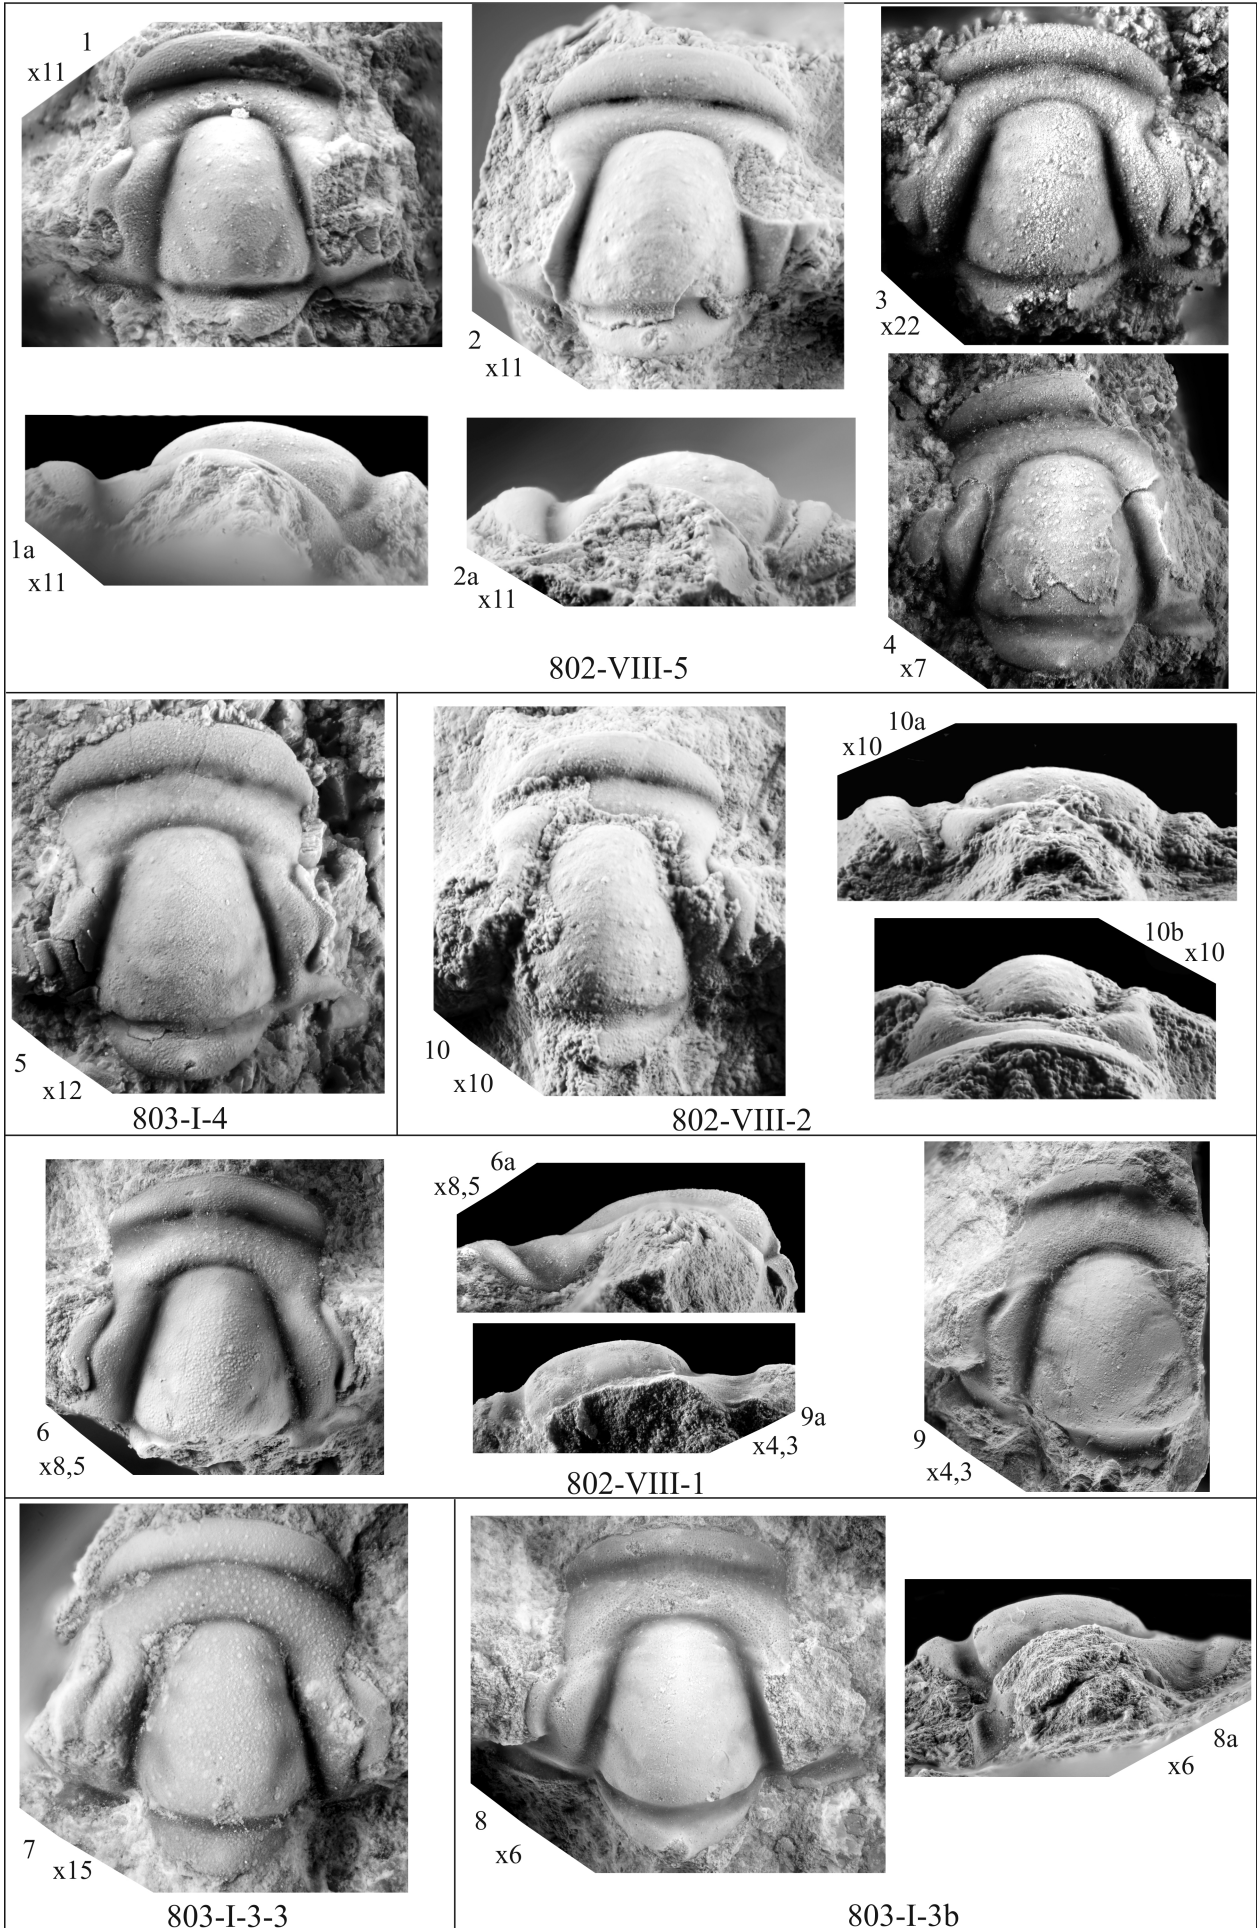 1
x11
2
x11
3
x22
1a
x11
2a
x11
4
x7
802-VIII-5
5
x12
803-I-4
10
x10
10a
x10
10b
x10
802-VIII-2
6
x8,5
6a
x8,5
9a
x4,3
9
x4,3
802-VIII-1
7
x15
803-I-3-3
8
x6
8a
x6
803-I-3b